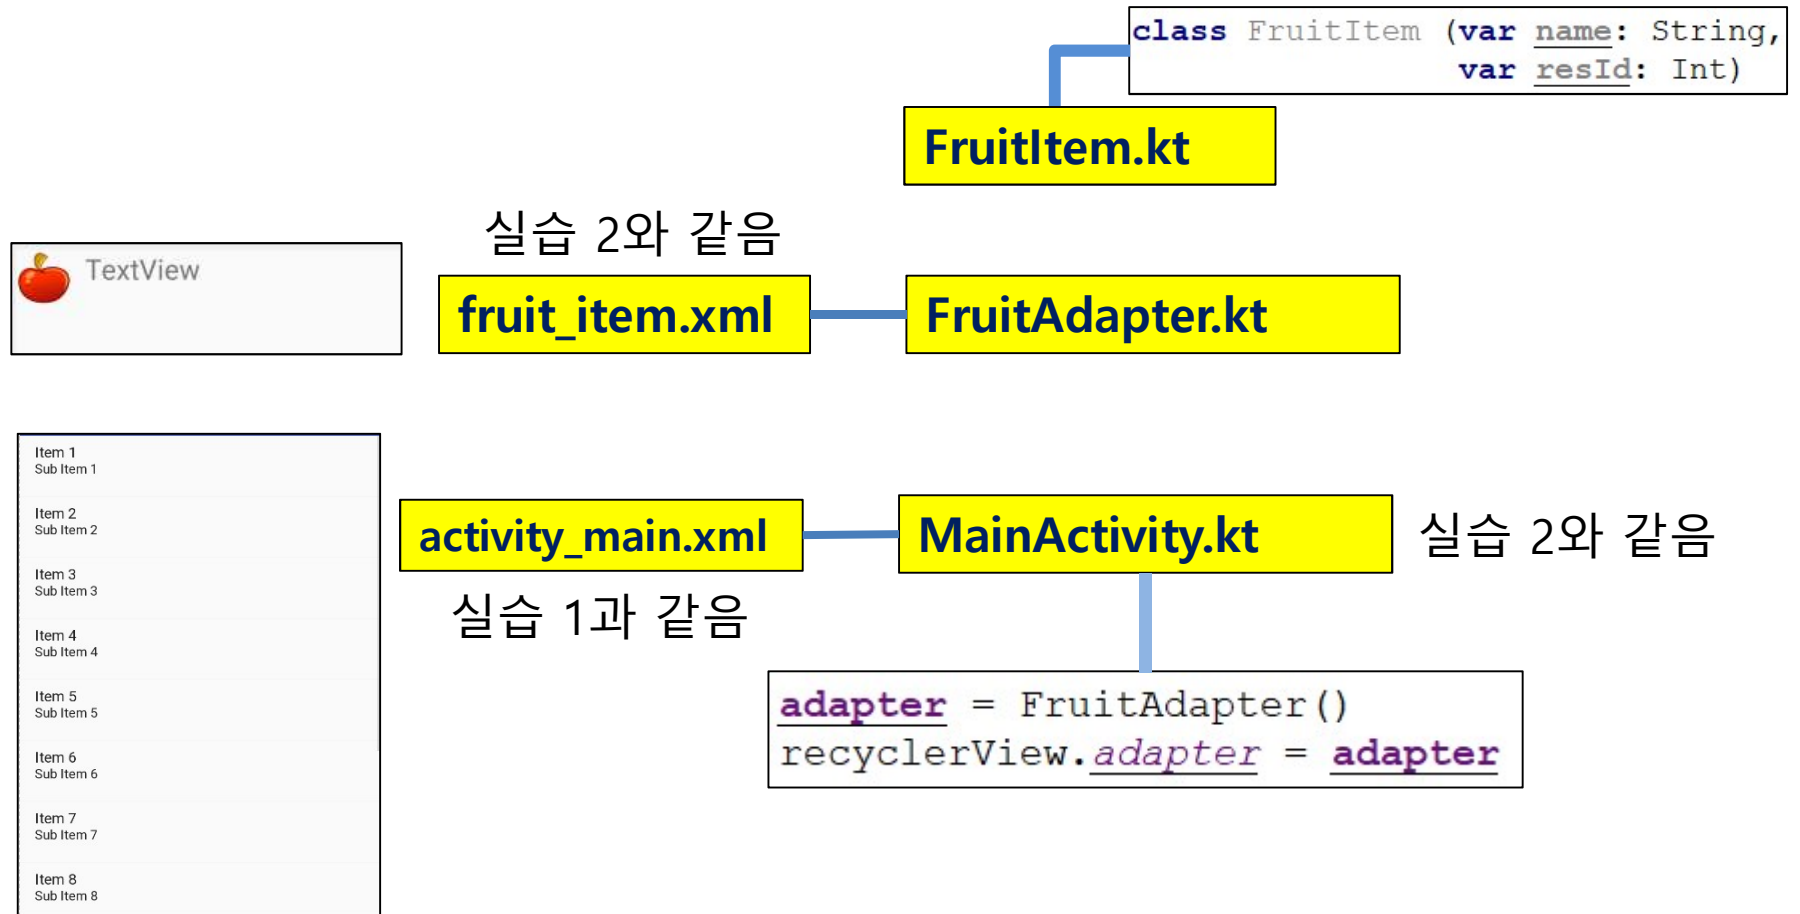 class FruitItem (var name: String,
var resId: Int)
FruitItem.kt
실습 2와 같음
TextView
fruit_item.xml
FruitAdapter.kt
Item 1
Sub Item 1
Item 2
Sub Item 2
Item 3
Sub Item 3
Item 4
Sub Item 4
Item 5
Sub Item 5
Item 6
Sub Item 6
Item 7
Sub Item 7
Item 8
Sub Item 8
activity_main.xml
MainActivity.kt
실습 2와 같음
실습 1과 같음
adapter = FruitAdapter()
recyclerView.adapter = adapter